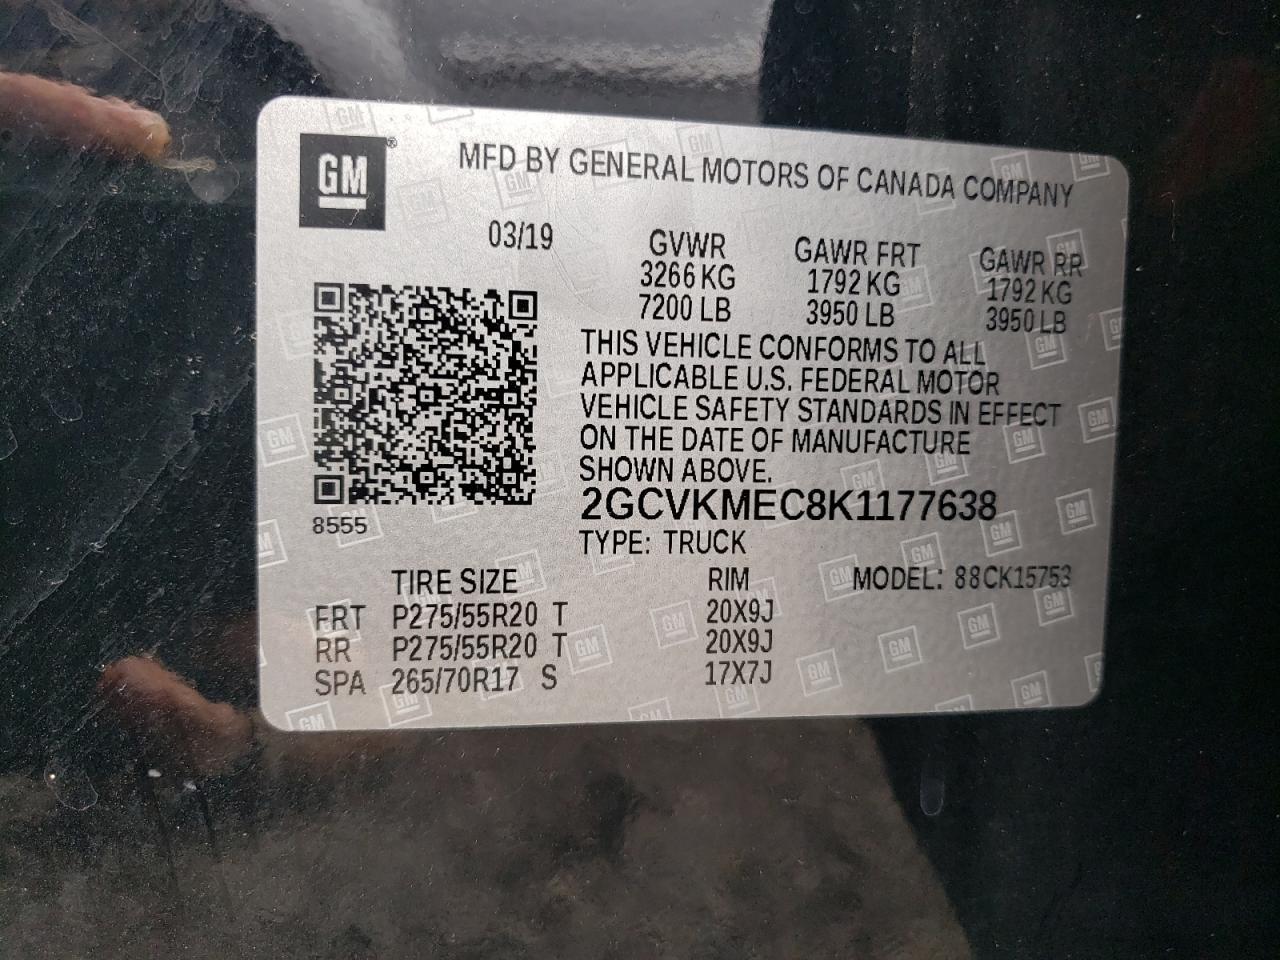 GM®
MFD BY GENERAL MOTORS OF CANADA COMPANY
03/19
GVWR GAWR FRT GAWR RR
3266 KG 1792 KG 1792 KG
7200 LB 3950 LB 3950 LB
THIS VEHICLE CONFORMS TO ALL
APPLICABLE U.S. FEDERAL MOTOR
VEHICLE SAFETY STANDARDS IN EFFECT
ON THE DATE OF MANUFACTURE
SHOWN ABOVE.
2GCVKMEC8K1177638
8555
TYPE: TRUCK
TIRE SIZE RIM MODEL: 88CK15753
FRT P275/55R20 T 20X9J
RR P275/55R20 T 20X9J
SPA 265/70R17 S 17X7J